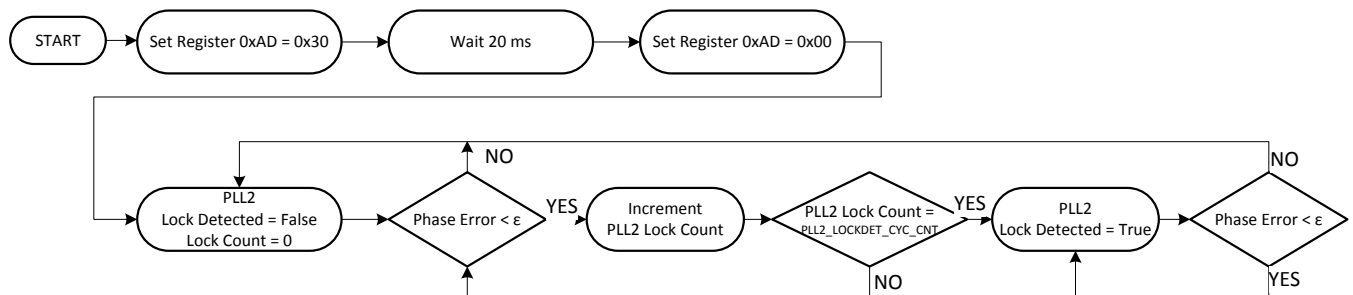 START
Set Register 0xAD = 0x30
Wait 20 ms
Set Register 0xAD = 0x00
PLL2
Lock Detected = False
Lock Count = 0
NO
Phase Error < ε
YES
Increment
PLL2 Lock Count
PLL2 Lock Count =
PLL2_LOCKDET_CYC_CNT
YES
NO
PLL2
Lock Detected = True
NO
Phase Error < ε
YES